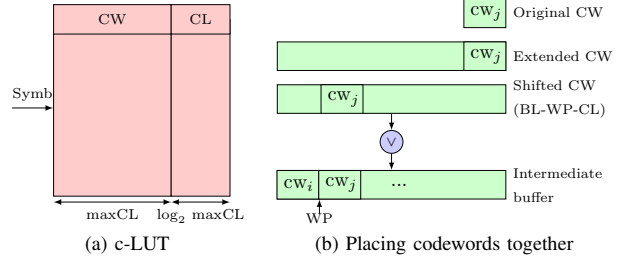 CW CL
Symb
maxCL log₂ maxCL
(a) c-LUT
cwⱼ Original CW
cwⱼ Extended CW
cwⱼ Shifted CW
(BL-WP-CL)
∨
cwᵢ cwⱼ ... Intermediate
buffer
WP
(b) Placing codewords together